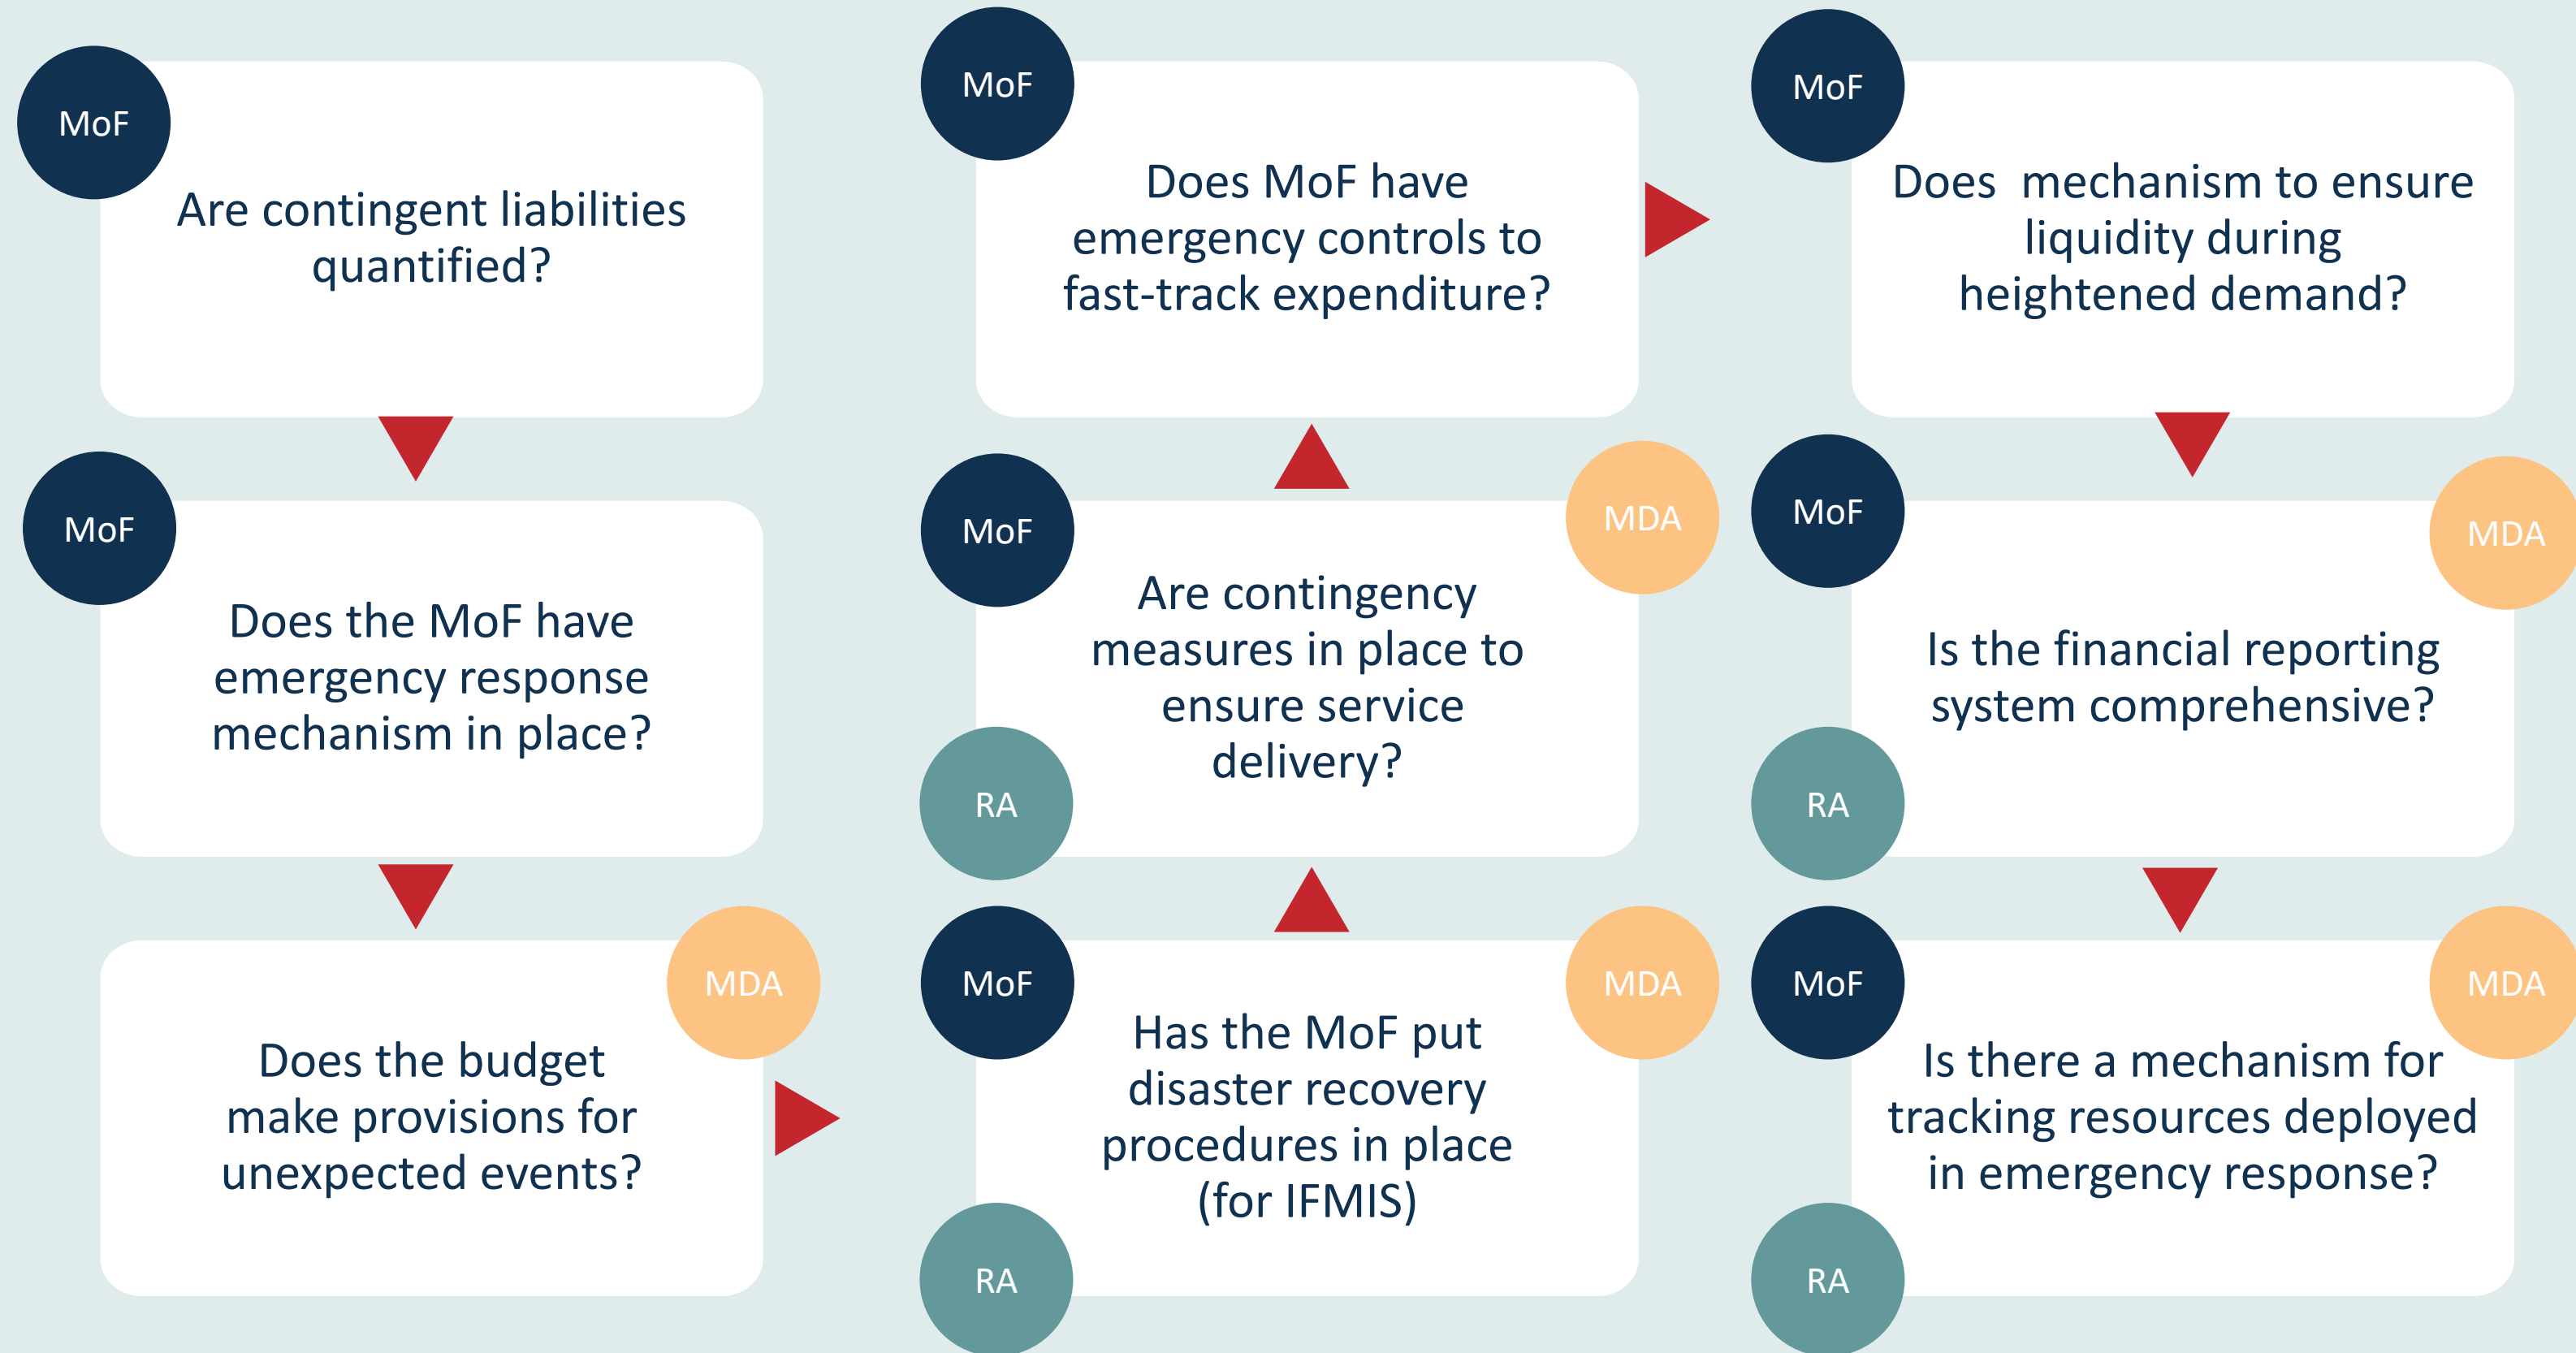 MoF
Are contingent liabilities
quantified?
MoF
Does the MoF have
emergency response
mechanism in place?
MDA
Does the budget
make provisions for
unexpected events?
MoF
MDA
Has the MoF put
disaster recovery
procedures in place
(for IFMIS)
RA
MoF
MDA
Are contingency
measures in place to
ensure service
delivery?
RA
MoF
Does MoF have
emergency controls to
fast-track expenditure?
MoF
Does mechanism to ensure
liquidity during
heightened demand?
MoF
MDA
Is the financial reporting
system comprehensive?
RA
MoF
MDA
Is there a mechanism for
tracking resources deployed
in emergency response?
RA